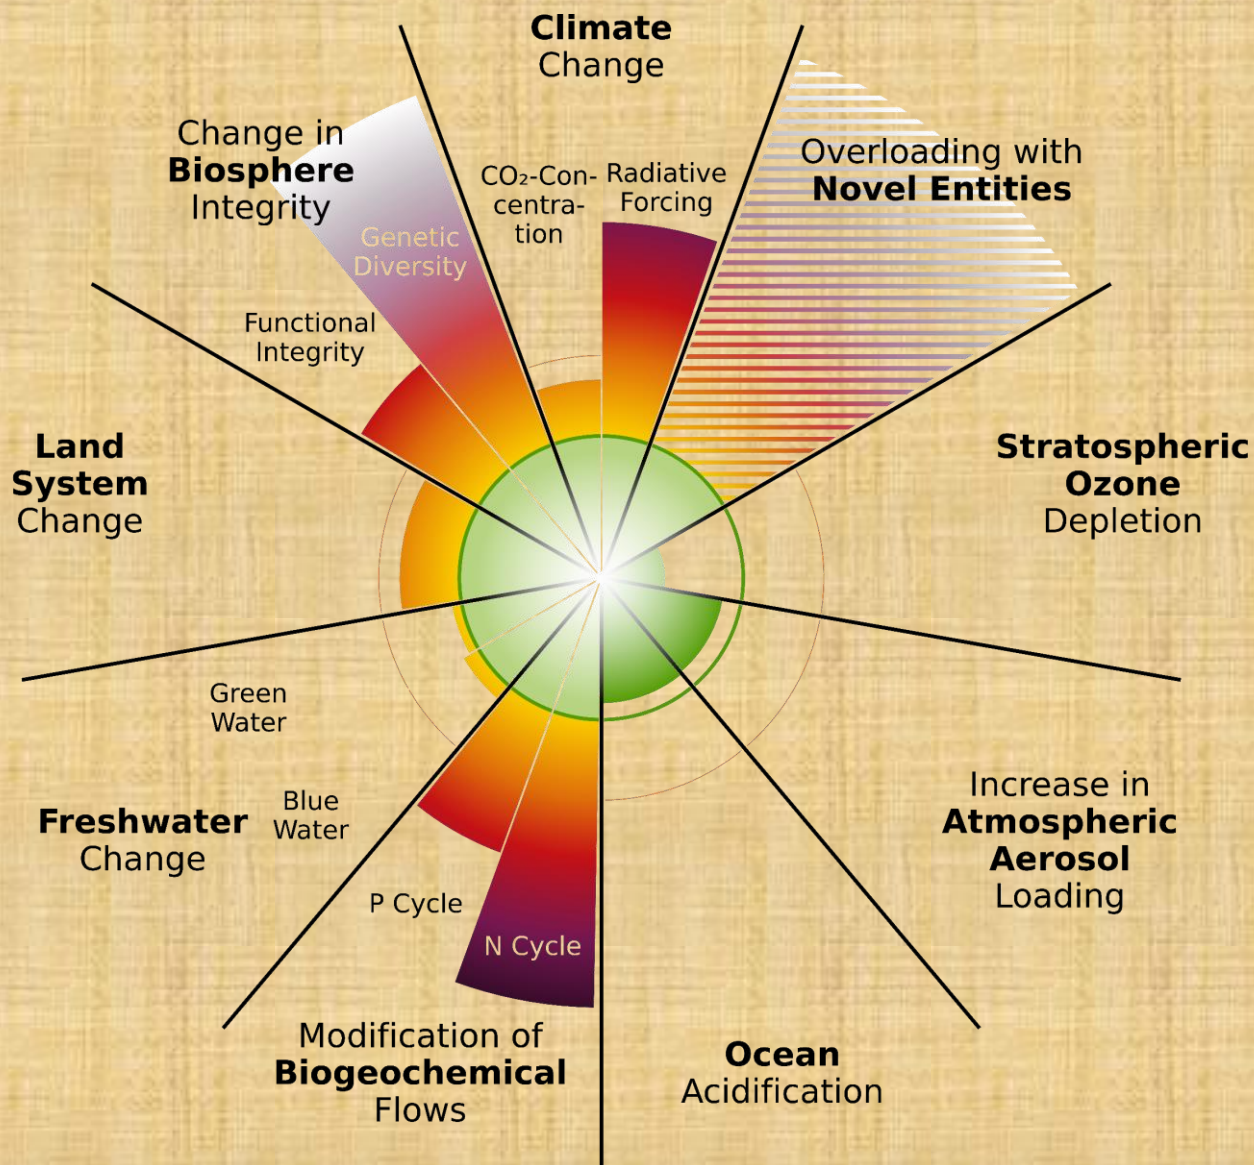 Climate
Change
CO₂-Con-
centra-
tion
Radiative
Forcing
Overloading with
Novel Entities
Stratospheric
Ozone
Depletion
Increase in
Atmospheric
Aerosol
Loading
Ocean
Acidification
Modification of
Biogeochemical
Flows
P Cycle
N Cycle
Freshwater
Change
Blue
Water
Green
Water
Land
System
Change
Change in
Biosphere
Integrity
Functional
Integrity
Genetic
Diversity